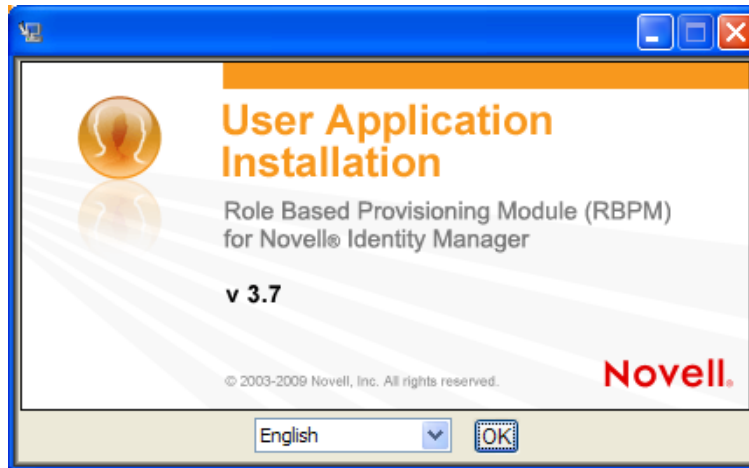 User Application
Installation
Role Based Provisioning Module (RBPM)
for Novell® Identity Manager
v 3.7
© 2003-2009 Novell, Inc. All rights reserved.
Novell.
English
OK